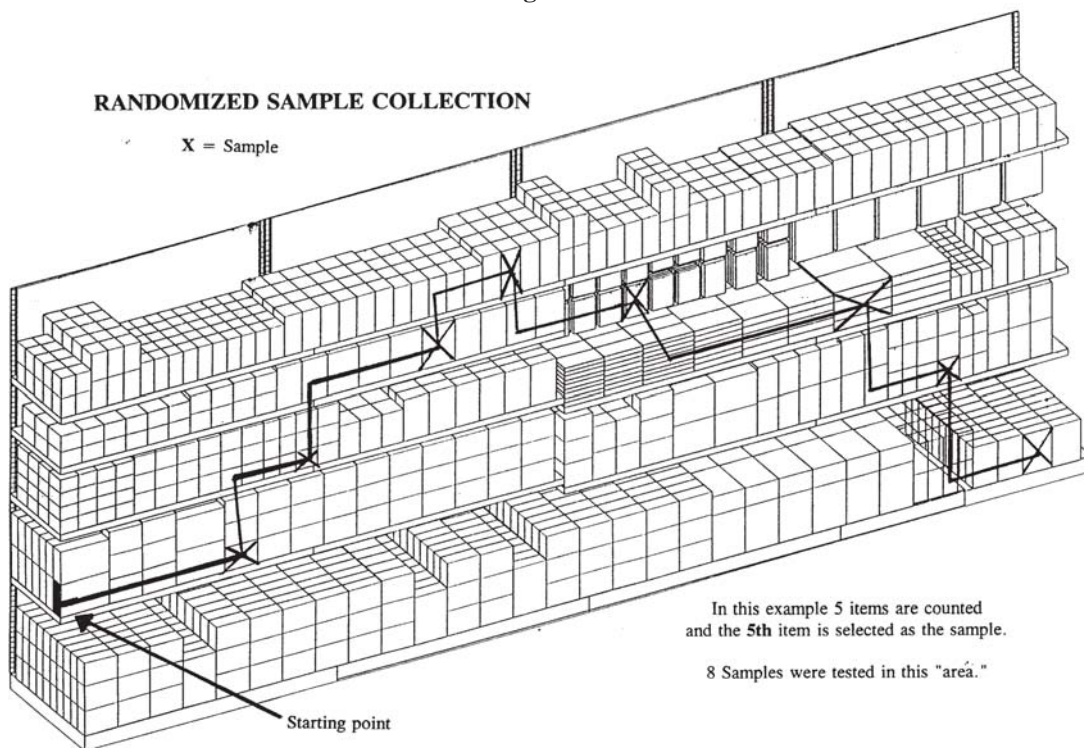 RANDOMIZED SAMPLE COLLECTION
X = Sample
In this example 5 items are counted
and the 5th item is selected as the sample.
8 Samples were tested in this "area."
Starting point